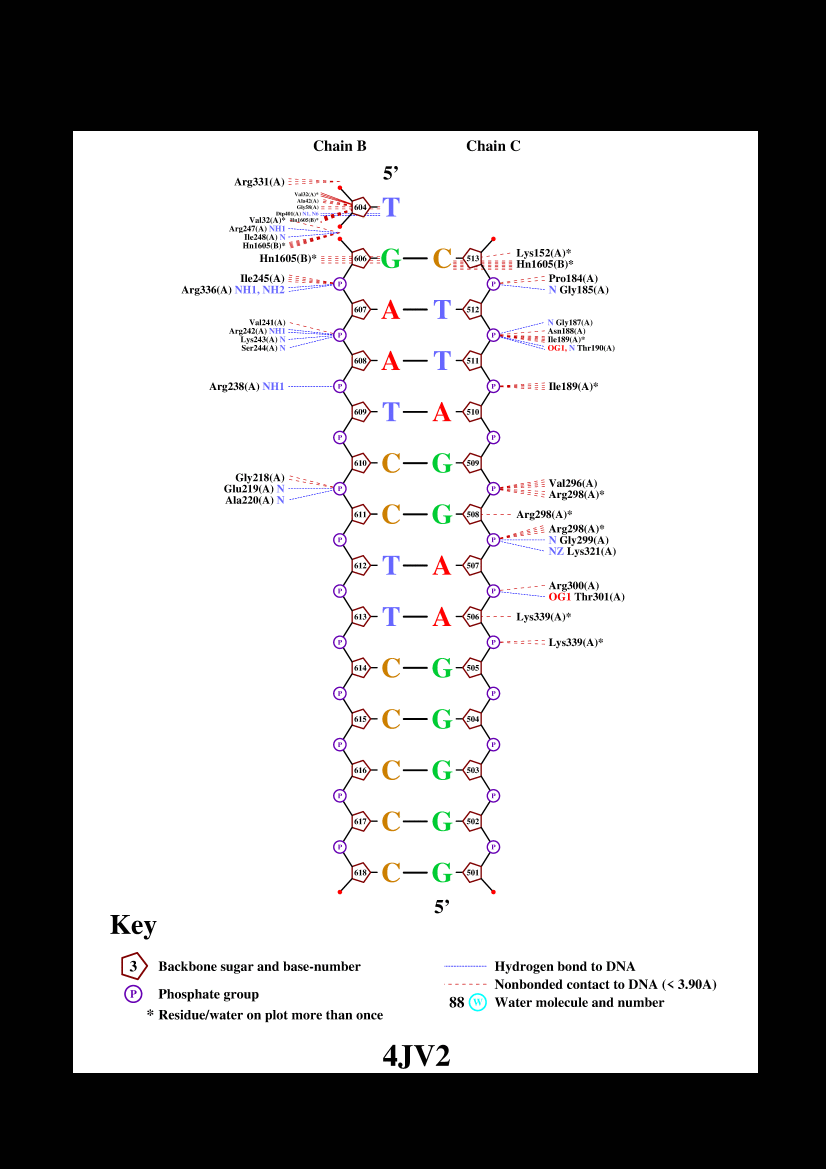 Chain B Chain C
5’
Arg331(A)
Val32(A)*
Ala42(A)
Gly58(A)
604 T
Dtp401(A) N1, N6
Val32(A)* Hn1605(B)*
Arg247(A) NH1
Ile248(A) N
Hn1605(B)*
Lys152(A)*
Hn1605(B)* 606 G C 513 Hn1605(B)*
Ile245(A) P P Pro184(A)
Arg336(A) NH1, NH2 N Gly185(A)
607 A T 512
Val241(A) N Gly187(A)
Arg242(A) NH1 P P Asn188(A)
Lys243(A) N Ile189(A)*
Ser244(A) N OG1, N Thr190(A)
608 A T 511
Arg238(A) NH1 P P Ile189(A)*
609 T A 510
P P
610 C G 509
Gly218(A) Val296(A)
Glu219(A) N P P Arg298(A)*
Ala220(A) N
611 C G 508 Arg298(A)*
Arg298(A)*
P P N Gly299(A)
NZ Lys321(A)
612 T A 507
P P Arg300(A)
OG1 Thr301(A)
613 T A 506 Lys339(A)*
P P Lys339(A)*
614 C G 505
P P
615 C G 504
P P
616 C G 503
P P
617 C G 502
P P
618 C G 501
5’
Key
3 Backbone sugar and base-number
P Phosphate group
* Residue/water on plot more than once
Hydrogen bond to DNA
Nonbonded contact to DNA (< 3.90A)
88 W Water molecule and number
4JV2